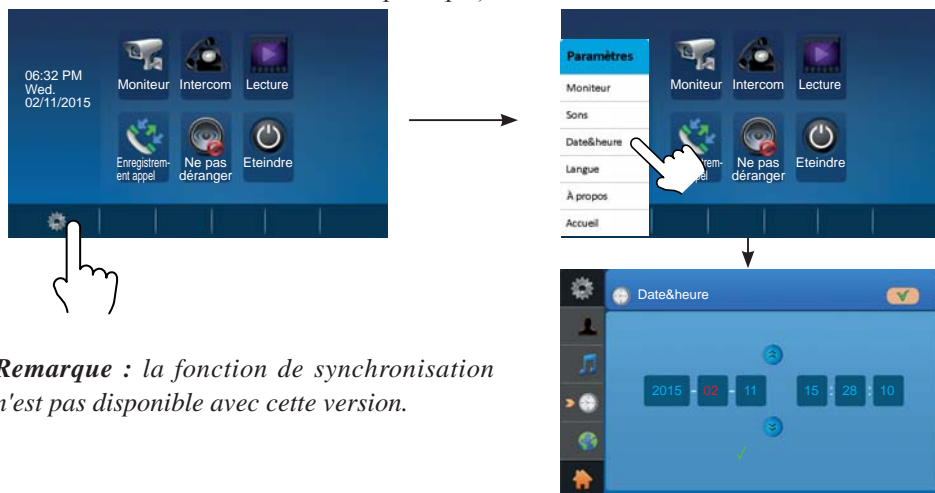 06:32 PM
Wed.
02/11/2015
Moniteur Intercom Lecture
Enregistrem-
ent appel
Ne pas
déranger
Eteindre
Paramètres
Moniteur
Sons
Date&heure
Langue
À propos
Accueil
Moniteur Intercom Lecture
Ne pas
déranger
Eteindre
Remarque : la fonction de synchronisation
n'est pas disponible avec cette version.
Date&heure
2015 - 02 - 11 15 : 28 : 10